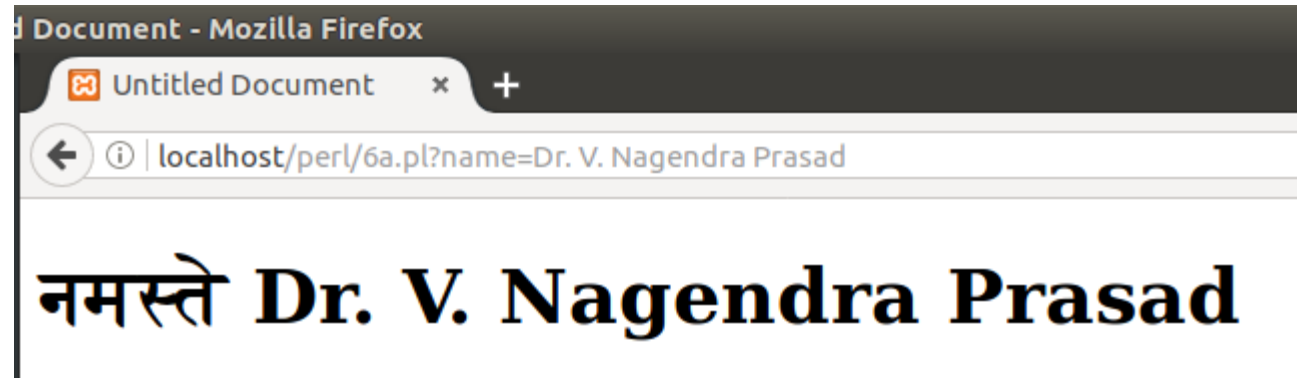 d Document - Mozilla Firefox
Untitled Document × +
localhost/perl/6a.pl?name=Dr. V. Nagendra Prasad
नमस्ते Dr. V. Nagendra Prasad